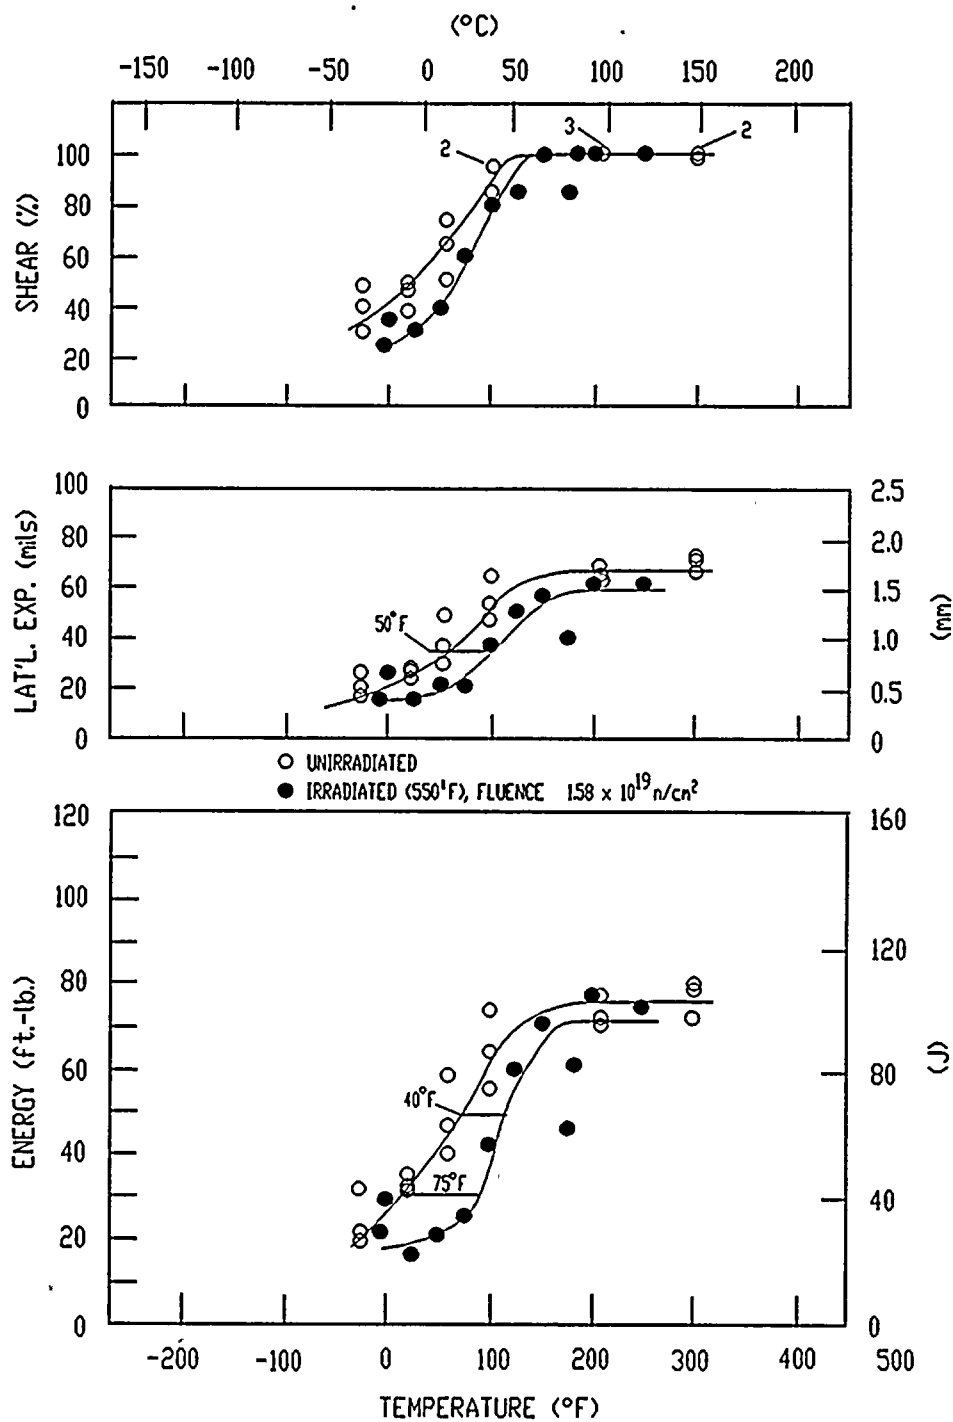 (°C)
-150 -100 -50 0 50 100 150 200
2 3 2
100
80
60
40
20
0
SHEAR (%)
100
80
60
40
20
0
LAT'L. EXP. (mils)
2.5
2.0
1.5
1.0
0.5
0
(mm)
50°F
UNIRRADIATED
IRRADIATED (550°F), FLUENCE 1.58 x 10¹⁹ n/cm²
120
100
80
60
40
20
0
ENERGY (ft.-lb.)
160
120
80
40
0
(J)
40°F
75°F
-200 -100 0 100 200 300 400 500
TEMPERATURE (°F)